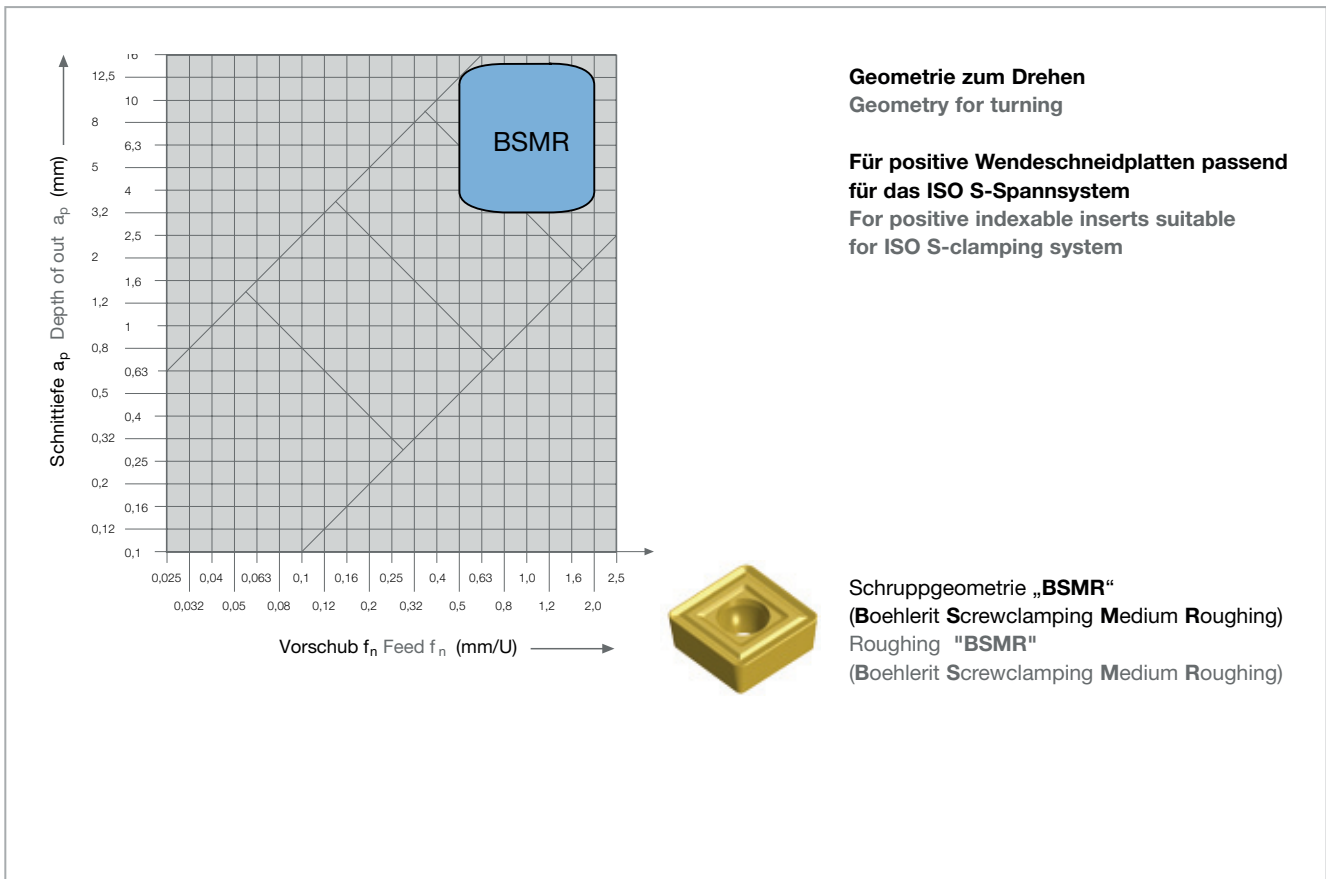 16
12,5
10
8
6,3
5
4
3,2
2,5
2
1,6
1,2
1
0,8
0,63
0,5
0,4
0,32
0,25
0,2
0,16
0,12
0,1
Schnittiefe ap Depth of out ap (mm)
BSMR
0,025 0,04 0,063 0,1 0,16 0,25 0,4 0,63 1,0 1,6 2,5
0,032 0,05 0,08 0,12 0,2 0,32 0,5 0,8 1,2 2,0
Vorschub fn Feed fn (mm/U)
Geometrie zum Drehen
Geometry for turning
Für positive Wendeschneidplatten passend
für das ISO S-Spannsystem
For positive indexable inserts suitable
for ISO S-clamping system
Schruppgeometrie „BSMR“
(Boehlerit Screwclamping Medium Roughing)
Roughing "BSMR"
(Boehlerit Screwclamping Medium Roughing)